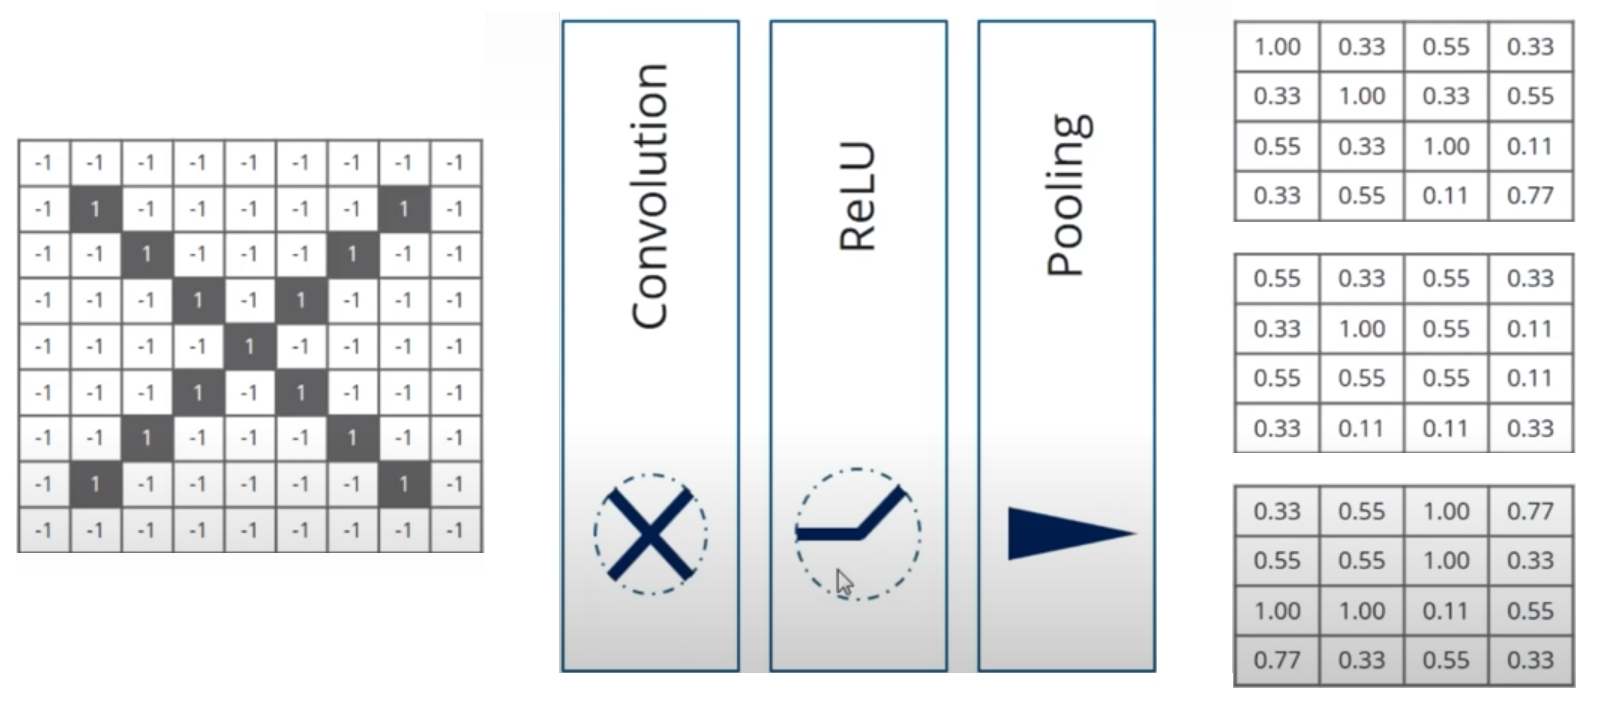 -1 -1 -1 -1 -1 -1 -1 -1 -1
-1 1 -1 -1 -1 -1 -1 1 -1
-1 -1 1 -1 -1 -1 1 -1 -1
-1 -1 -1 1 -1 1 -1 -1 -1
-1 -1 -1 -1 1 -1 -1 -1 -1
-1 -1 -1 1 -1 1 -1 -1 -1
-1 -1 1 -1 -1 -1 1 -1 -1
-1 1 -1 -1 -1 -1 -1 1 -1
-1 -1 -1 -1 -1 -1 -1 -1 -1
Convolution
ReLU
Pooling
1.00 0.33 0.55 0.33
0.33 1.00 0.33 0.55
0.55 0.33 1.00 0.11
0.33 0.55 0.11 0.77
0.55 0.33 0.55 0.33
0.33 1.00 0.55 0.11
0.55 0.55 0.55 0.11
0.33 0.11 0.11 0.33
0.33 0.55 1.00 0.77
0.55 0.55 1.00 0.33
1.00 1.00 0.11 0.55
0.77 0.33 0.55 0.33